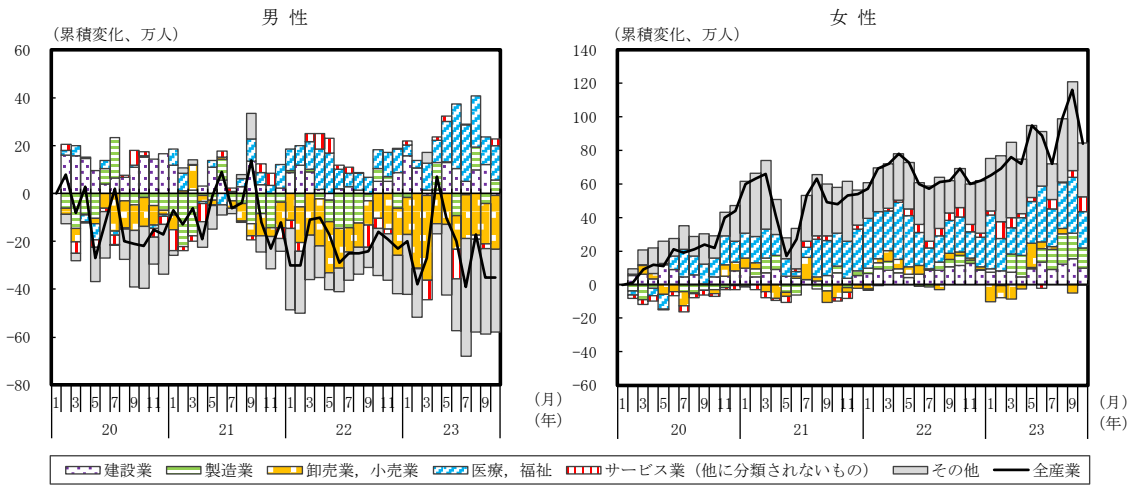 男 性
(累積変化、万人)
60
40
20
0
−20
−40
−60
−80
1 3 5 7 9 11 1 3 5 7 9 11 1 3 5 7 9 11 1 3 5 7 9
(月)
20 21 22 23
(年)
女 性
(累積変化、万人)
140
120
100
80
60
40
20
0
−20
−40
−60
1 3 5 7 9 11 1 3 5 7 9 11 1 3 5 7 9 11 1 3 5 7 9
(月)
20 21 22 23
(年)
建設業 製造業 卸売業，小売業 医療，福祉 サービス業（他に分類されないもの） その他 全産業